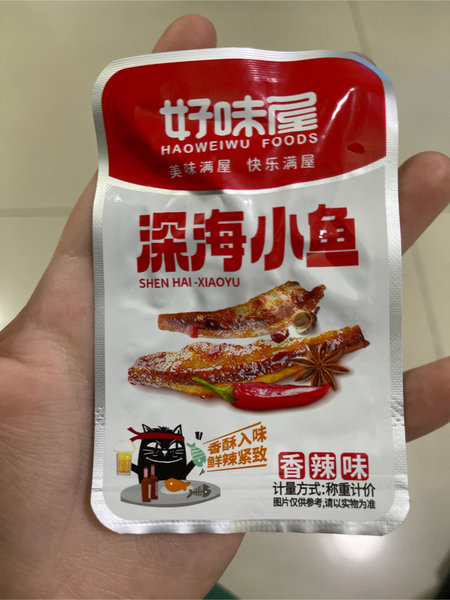 好味屋
HAOWEIWU FOODS
美味满屋 快乐满屋
深海小鱼
SHEN HAI -XIAOYU
香酥入味
鲜辣紧致
香辣味
计量方式:称重计价
图片仅供参考,请以实物为准